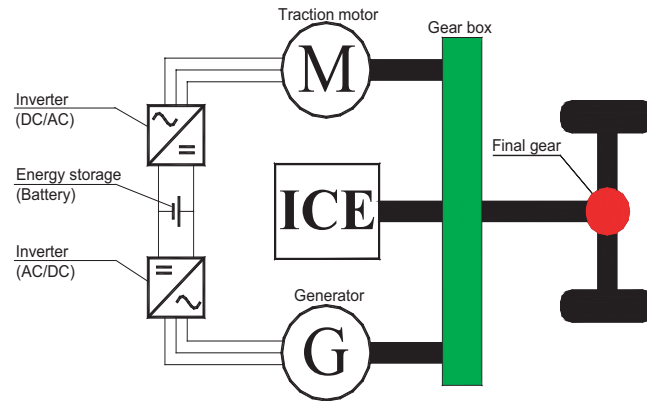 Traction motor
Gear box
M
Inverter
(DC/AC)
Final gear
Energy storage
(Battery)
ICE
Inverter
(AC/DC)
Generator
G